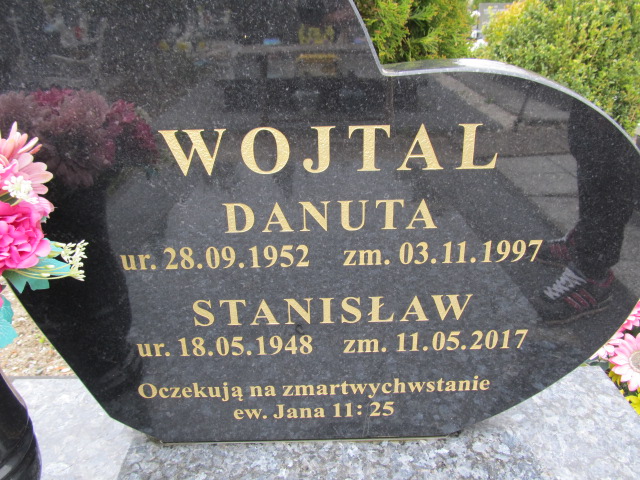 WOJTAL
DANUTA
ur. 28.09.1952 zm. 03.11.1997
STANISŁAW
ur. 18.05.1948 zm. 11.05.2017
Oczekują na zmartwychwstanie
ew. Jana 11: 25